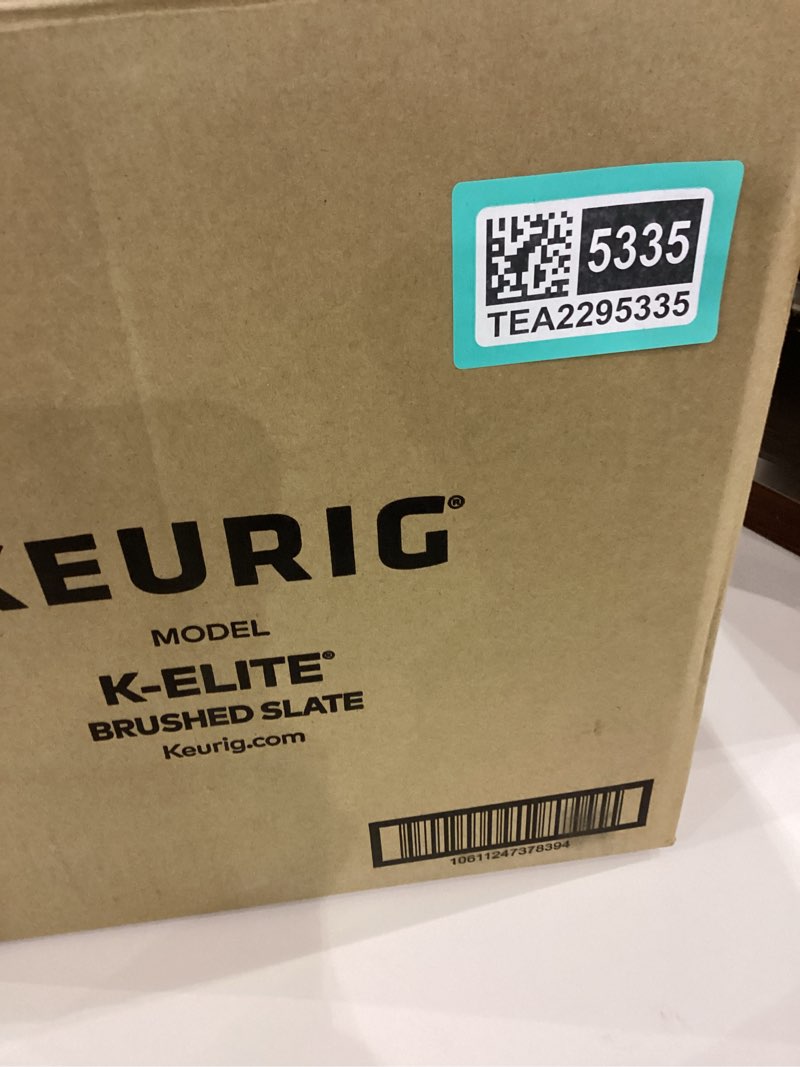 5335
TEA2295335
KEURIG®
MODEL
K-ELITE®
BRUSHED SLATE
Keurig.com
10611247378394